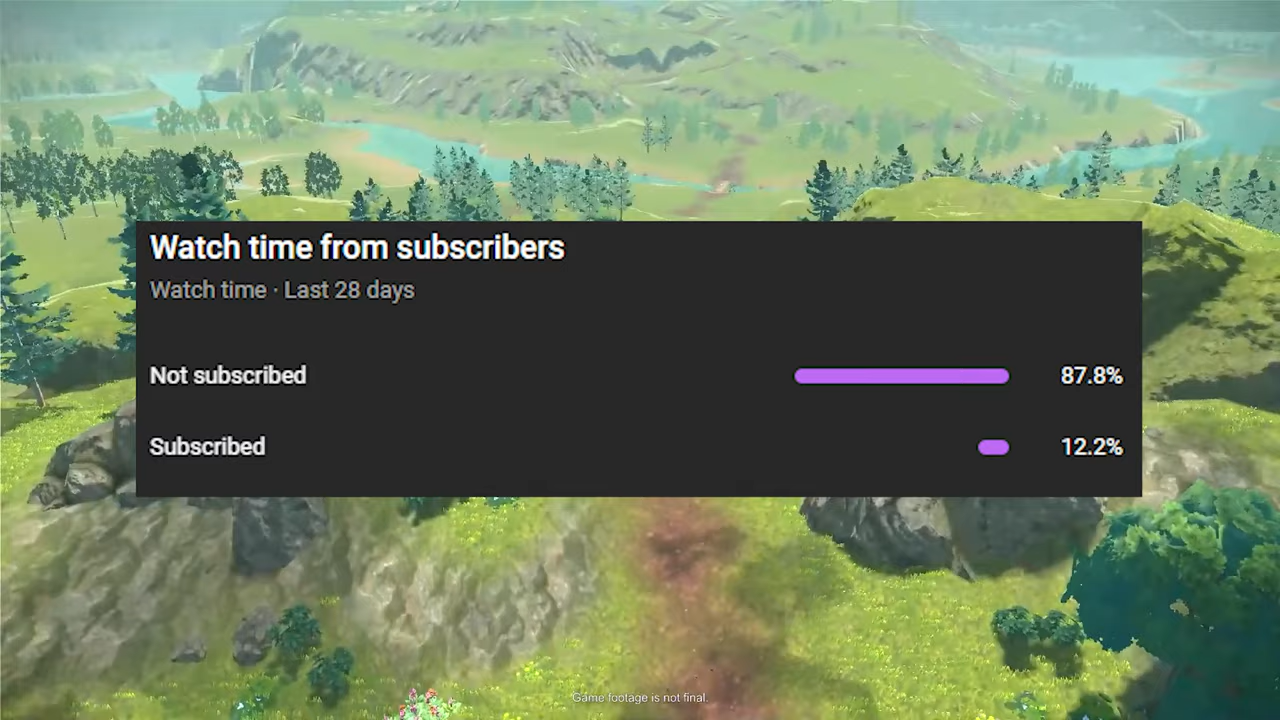 Watch time from subscribers
Watch time · Last 28 days
Not subscribed 87.8%
Subscribed 12.2%
Game footage is not final.